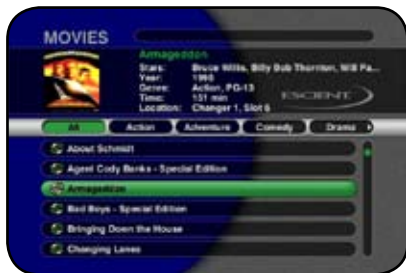 MOVIES
Armageddon
Stars: Bruce Willis, Billy Bob Thornton, Will Pa...
Year: 1998
Genre: Action, PG-13
Time: 151 min
Location: Changer 1, Slot 6
ESCIENT
All Action Adventure Comedy Drama
About Schmidt
Agent Cody Banks - Special Edition
Armageddon
Bad Boys - Special Edition
Bringing Down the House
Changing Lanes